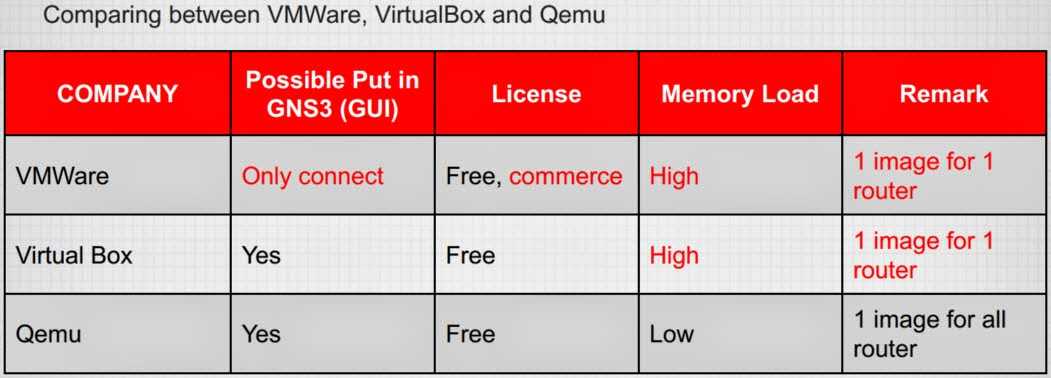 Comparing between VMWare, VirtualBox and Qemu
COMPANY
Possible Put in
GNS3 (GUI)
License
Memory Load
Remark
VMWare
Only connect
Free, commerce
High
1 image for 1
router
Virtual Box
Yes
Free
High
1 image for 1
router
Qemu
Yes
Free
Low
1 image for all
router